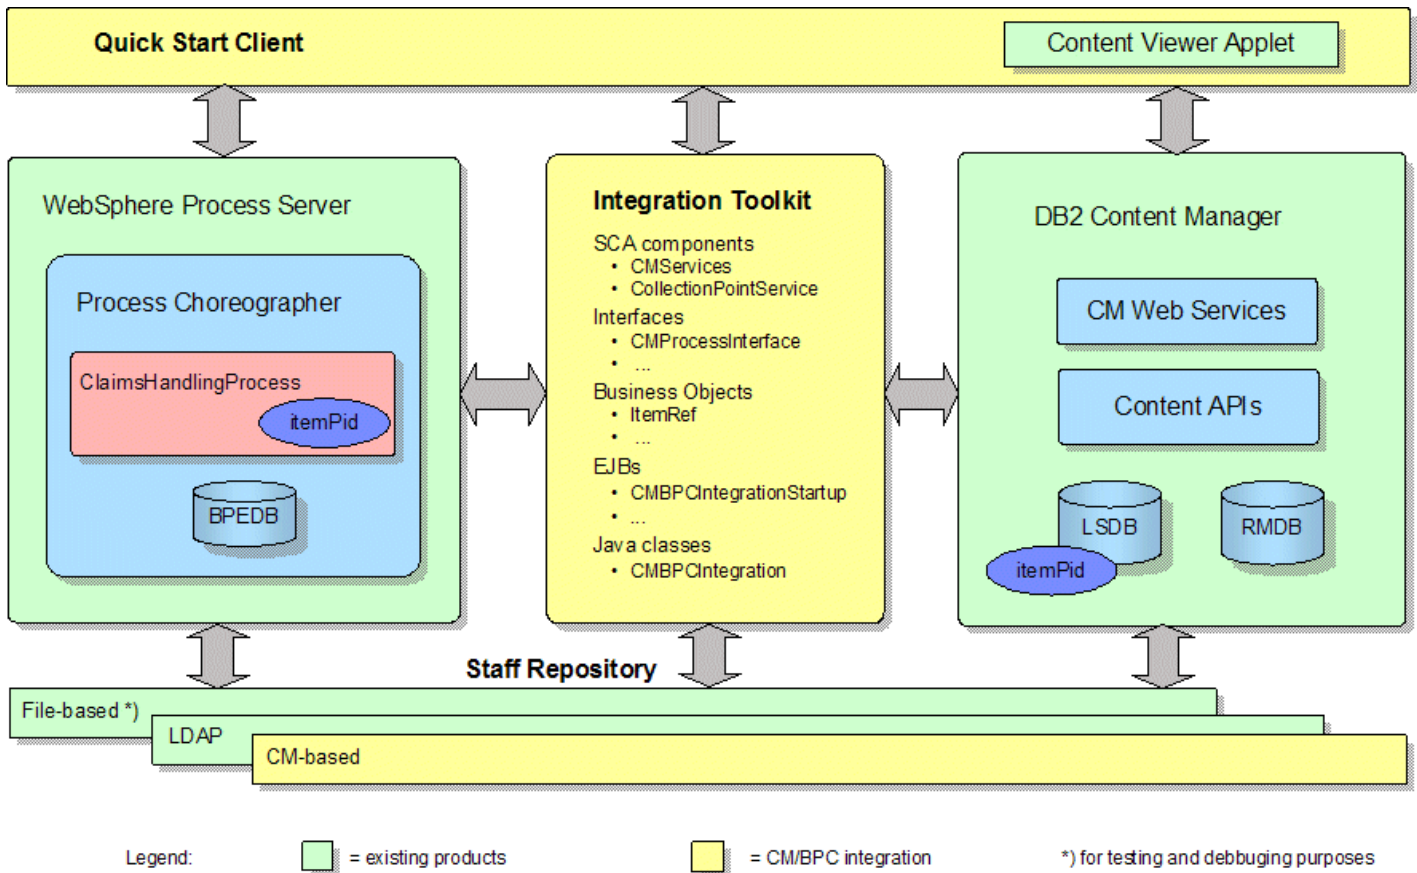 Quick Start Client
Content Viewer Applet
WebSphere Process Server
Process Choreographer
ClaimsHandlingProcess
itemPid
BPEDB
Integration Toolkit
SCA components
• CMServices
• CollectionPointService
Interfaces
• CMProcessInterface
• ...
Business Objects
• ItemRef
• ...
EJBs
• CMBPCIntegrationStartup
• ...
Java classes
• CMBPCIntegration
DB2 Content Manager
CM Web Services
Content APIs
LSDB
RMDB
itemPid
Staff Repository
File-based *)
LDAP
CM-based
Legend:
= existing products
= CM/BPC integration
*) for testing and debbuging purposes